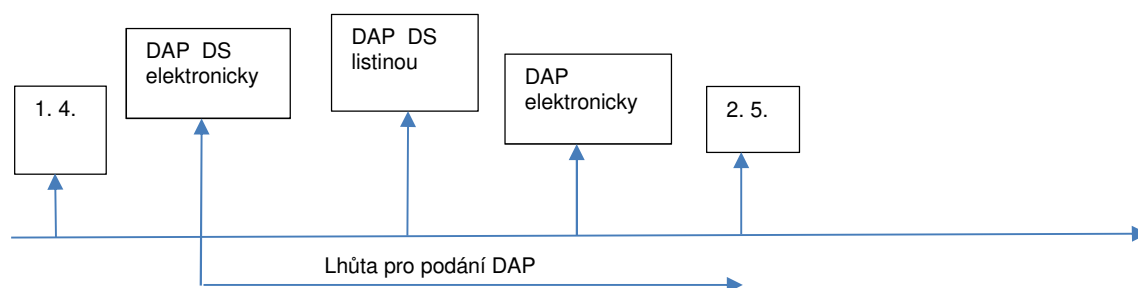 1. 4.
DAP DS
elektronicky
DAP DS
listinou
DAP
elektronicky
2. 5.
Lhůta pro podání DAP